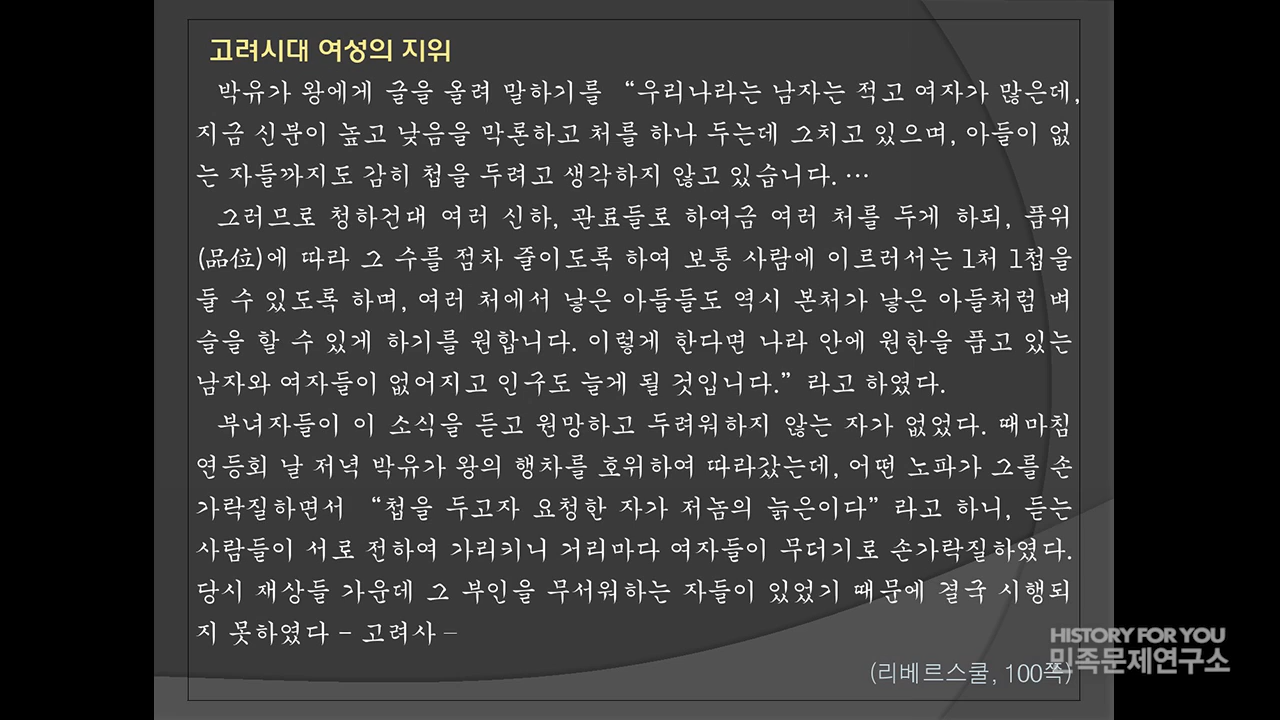 고려시대 여성의 지위
박유가 왕에게 글을 올려 말하기를 “우리나라는 남자는 적고 여자가 많은데,
지금 신분이 높고 낮음을 막론하고 처를 하나 두는데 그치고 있으며, 아들이 없
는 자들까지도 감히 첩을 두려고 생각하지 않고 있습니다. …
그러므로 청하건대 여러 신하, 관료들로 하여금 여러 처를 두게 하되, 품위
(品位)에 따라 그 수를 점차 줄이도록 하여 보통 사람에 이르러서는 1처 1첩을
둘 수 있도록 하며, 여러 처에서 낳은 아들들도 역시 본처가 낳은 아들처럼 벼
슬을 할 수 있게 하기를 원합니다. 이렇게 한다면 나라 안에 원한을 품고 있는
남자와 여자들이 없어지고 인구도 늘게 될 것입니다.” 라고 하였다.
부녀자들이 이 소식을 듣고 원망하고 두려워하지 않는 자가 없었다. 때마침
연등회 날 저녁 박유가 왕의 행차를 호위하여 따라갔는데, 어떤 노파가 그를 손
가락질하면서 “첩을 두고자 요청한 자가 저놈의 늙은이다” 라고 하니, 듣는
사람들이 서로 전하여 가리키니 거리마다 여자들이 무더기로 손가락질하였다.
당시 재상들 가운데 그 부인을 무서워하는 자들이 있었기 때문에 결국 시행되
지 못하였다 – 고려사 –
(리베르스쿨, 100쪽)
HISTORY FOR YOU
민족문제연구소